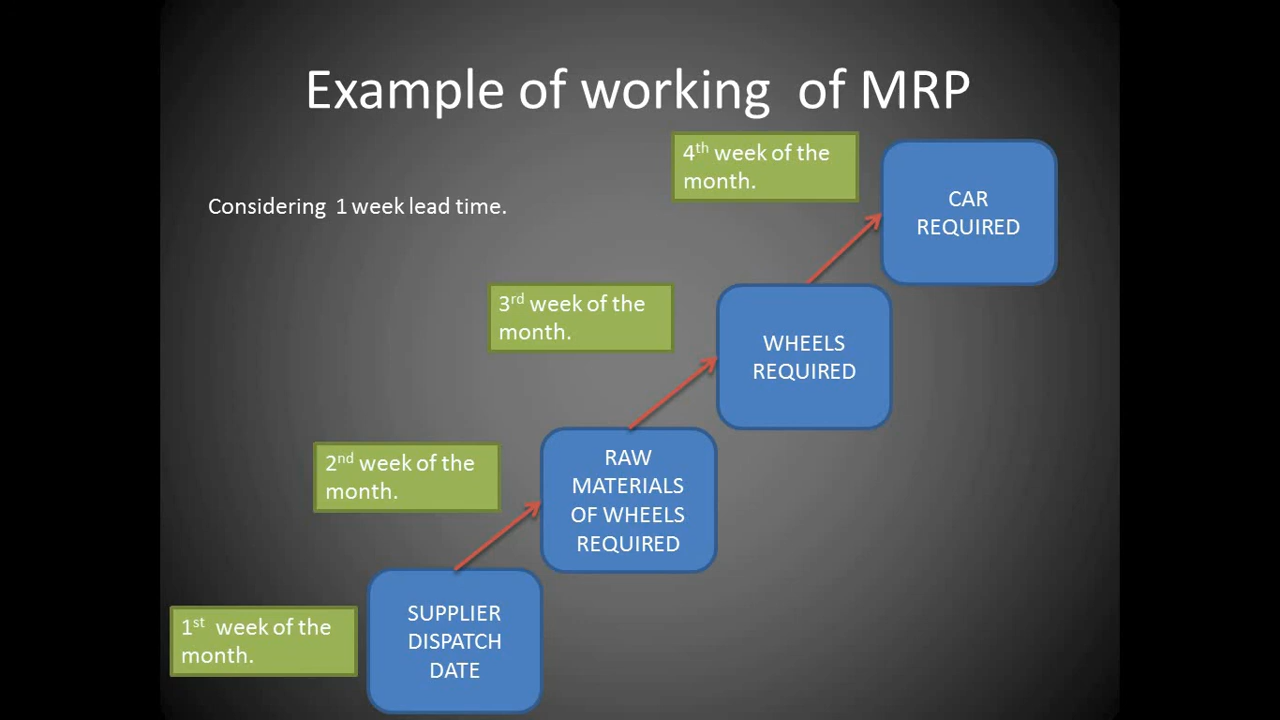 Example of working  of MRP
4th week of the
month.
CAR
REQUIRED
Considering  1 week lead time.
3rd week of the
month.
WHEELS
REQUIRED
2nd week of the
month.
RAW
MATERIALS
OF WHEELS
REQUIRED
1st  week of the
month.
SUPPLIER
DISPATCH
DATE